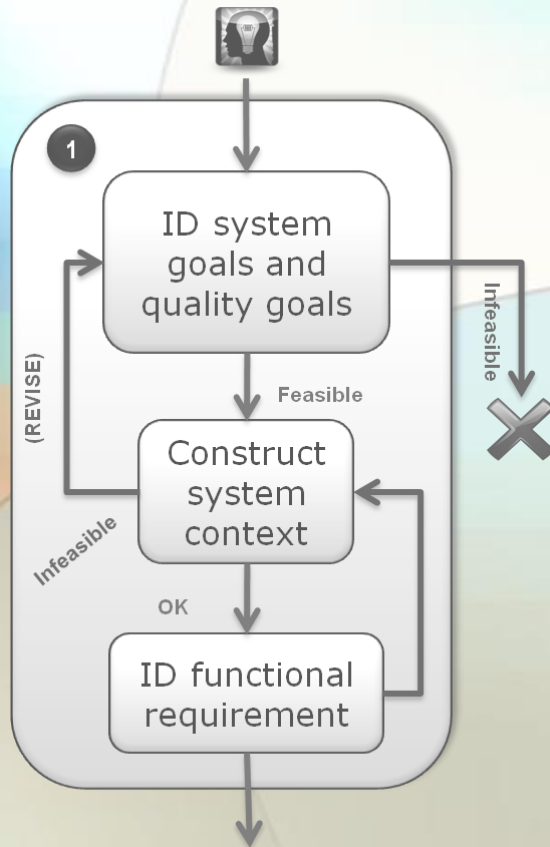 1
ID system
goals and
quality goals
Infeasible
(REVISE)
Feasible
Construct
system
context
Infeasible
OK
ID functional
requirement